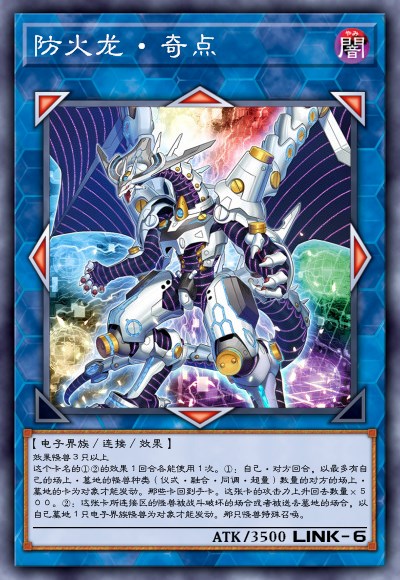 防火龙・奇点
やみ
闇
【电子界族/连接/效果】
效果怪兽3只以上
这个卡名的①②的效果1回合各能使用1次。①：自己・对方回合，以最多有自
己的场上・墓地的怪兽种类（仪式・融合・同调・超量）数量的对方的场上・
墓地的卡为对象才能发动。那些卡回到手卡。这张卡的攻击力上升回去数量×５
００。②：这张卡所连接区的怪兽被战斗破坏的场合或者被送去墓地的场合，以
自己墓地1只电子界族怪兽为对象才能发动。那只怪兽特殊召唤。
ATK/3500 LINK-6